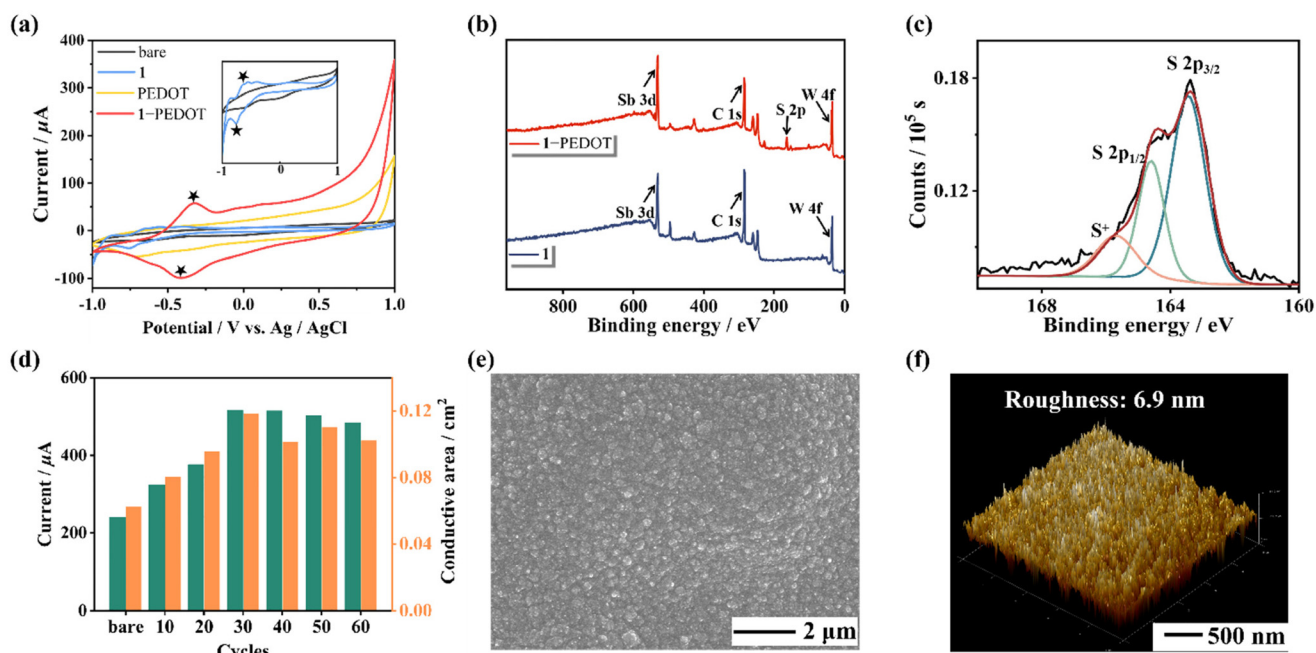 (a)
400
300
200
100
0
-100
Current / µA
bare
1
PEDOT
1−PEDOT
★
★
-1 0 1
★
★
-1.0 -0.5 0.0 0.5 1.0
Potential / V vs. Ag / AgCl
(b)
Sb 3d
C 1s
S 2p
W 4f
1−PEDOT
Sb 3d
C 1s
W 4f
1
800 600 400 200 0
Binding energy / eV
(c)
0.18
0.12
Counts / 10⁵ s
S 2p3/2
S 2p1/2
S⁺
168 164 160
Binding energy / eV
(d)
600
400
200
0
Current / µA
0.12
0.08
0.04
0.00
Conductive area / cm²
bare 10 20 30 40 50 60
Cycles
(e)
2 µm
(f)
Roughness: 6.9 nm
500 nm